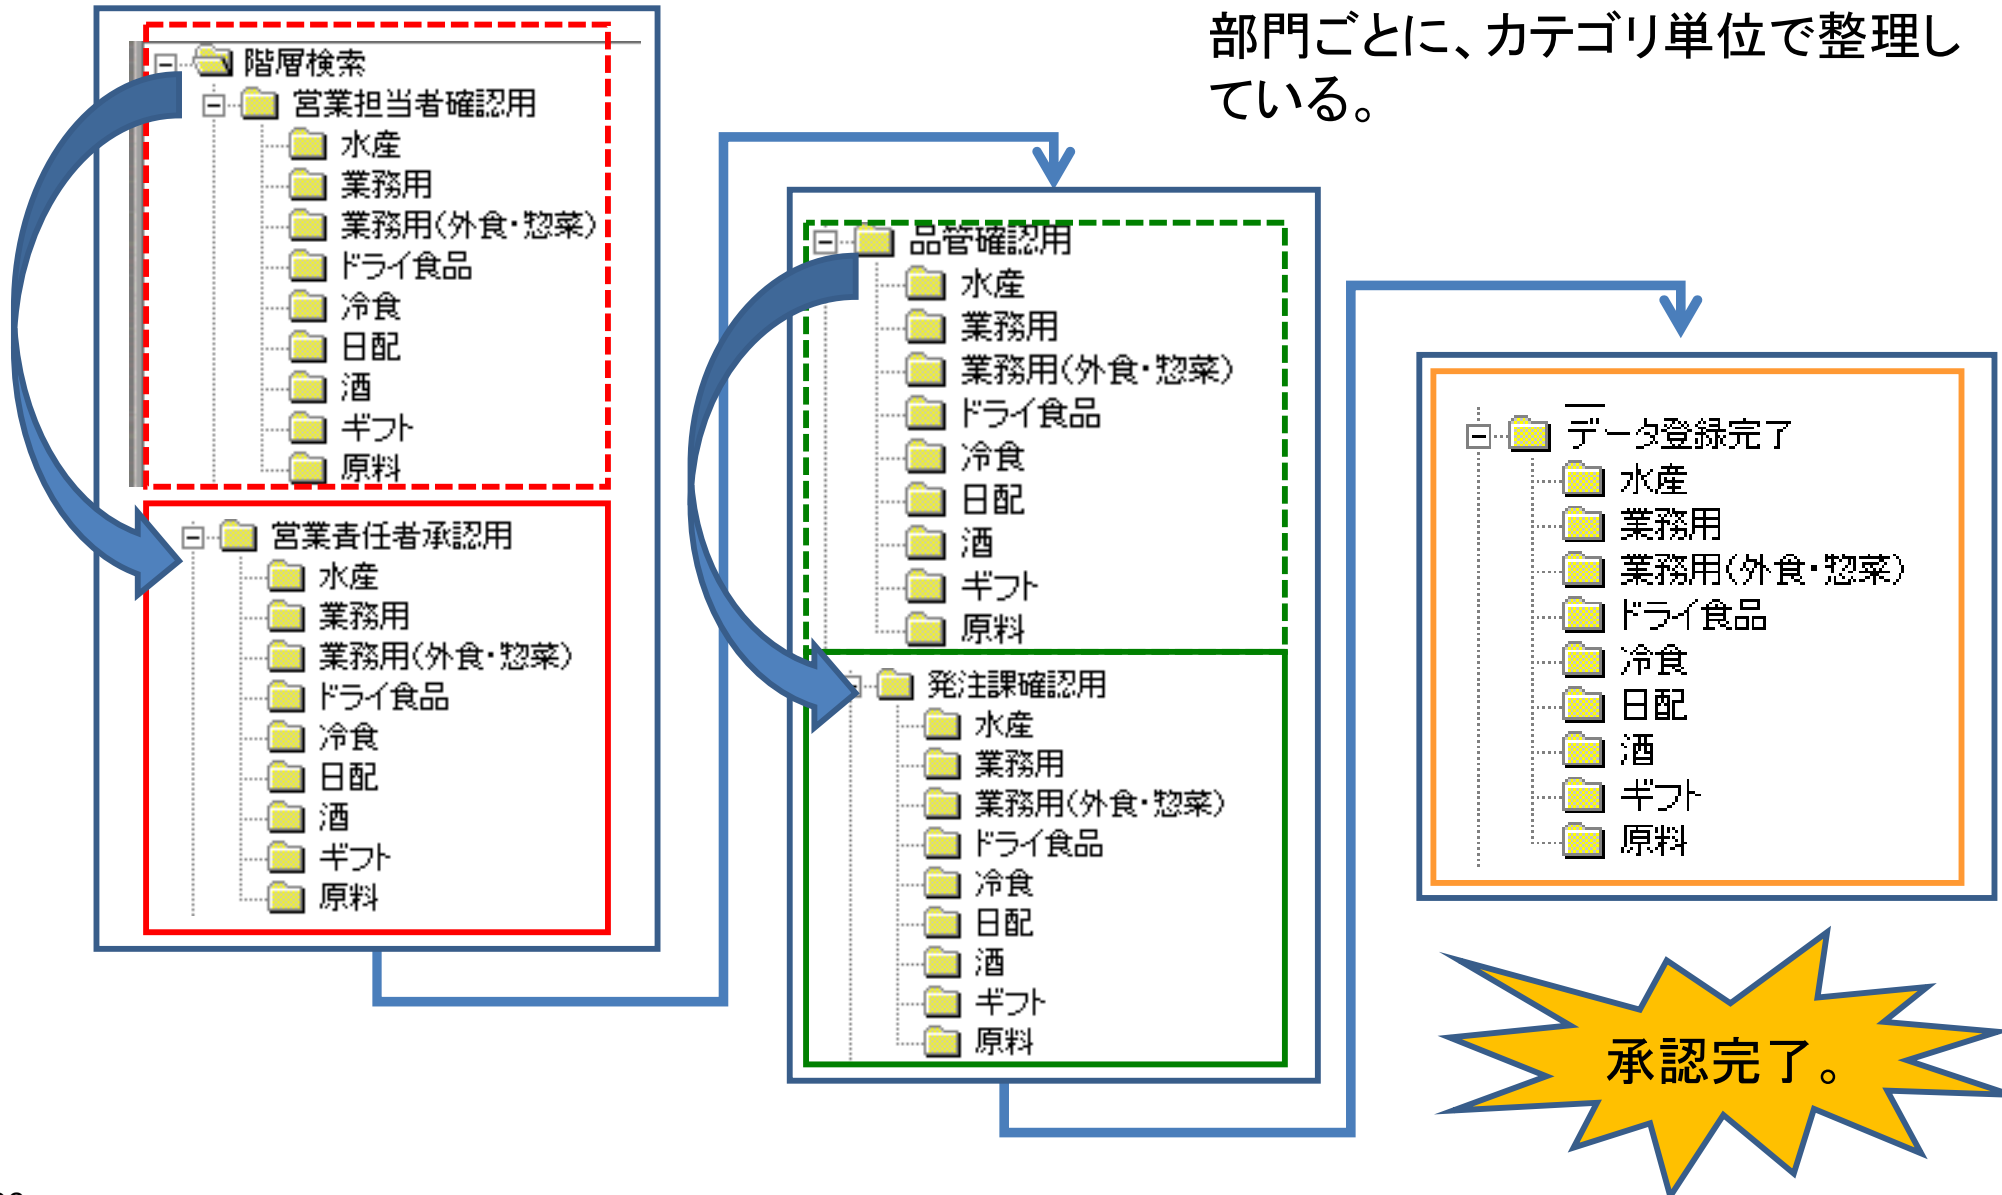 部門ごとに、カテゴリ単位で整理し
ている。
階層検索
営業担当者確認用
水産
業務用
業務用(外食・惣菜)
ドライ食品
冷食
日配
酒
ギフト
原料
営業責任者承認用
水産
業務用
業務用(外食・惣菜)
ドライ食品
冷食
日配
酒
ギフト
原料
品管確認用
水産
業務用
業務用(外食・惣菜)
ドライ食品
冷食
日配
酒
ギフト
原料
発注課確認用
水産
業務用
業務用(外食・惣菜)
ドライ食品
冷食
日配
酒
ギフト
原料
データ登録完了
水産
業務用
業務用(外食・惣菜)
ドライ食品
冷食
日配
酒
ギフト
原料
承認完了。